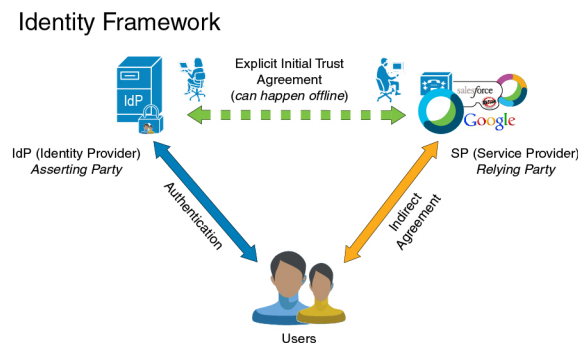 Identity Framework
Explicit Initial Trust
Agreement
(can happen offline)
IdP
salesforce
Google
IdP (Identity Provider)
Asserting Party
SP (Service Provider)
Relying Party
Authentication
Indirect
Agreement
Users